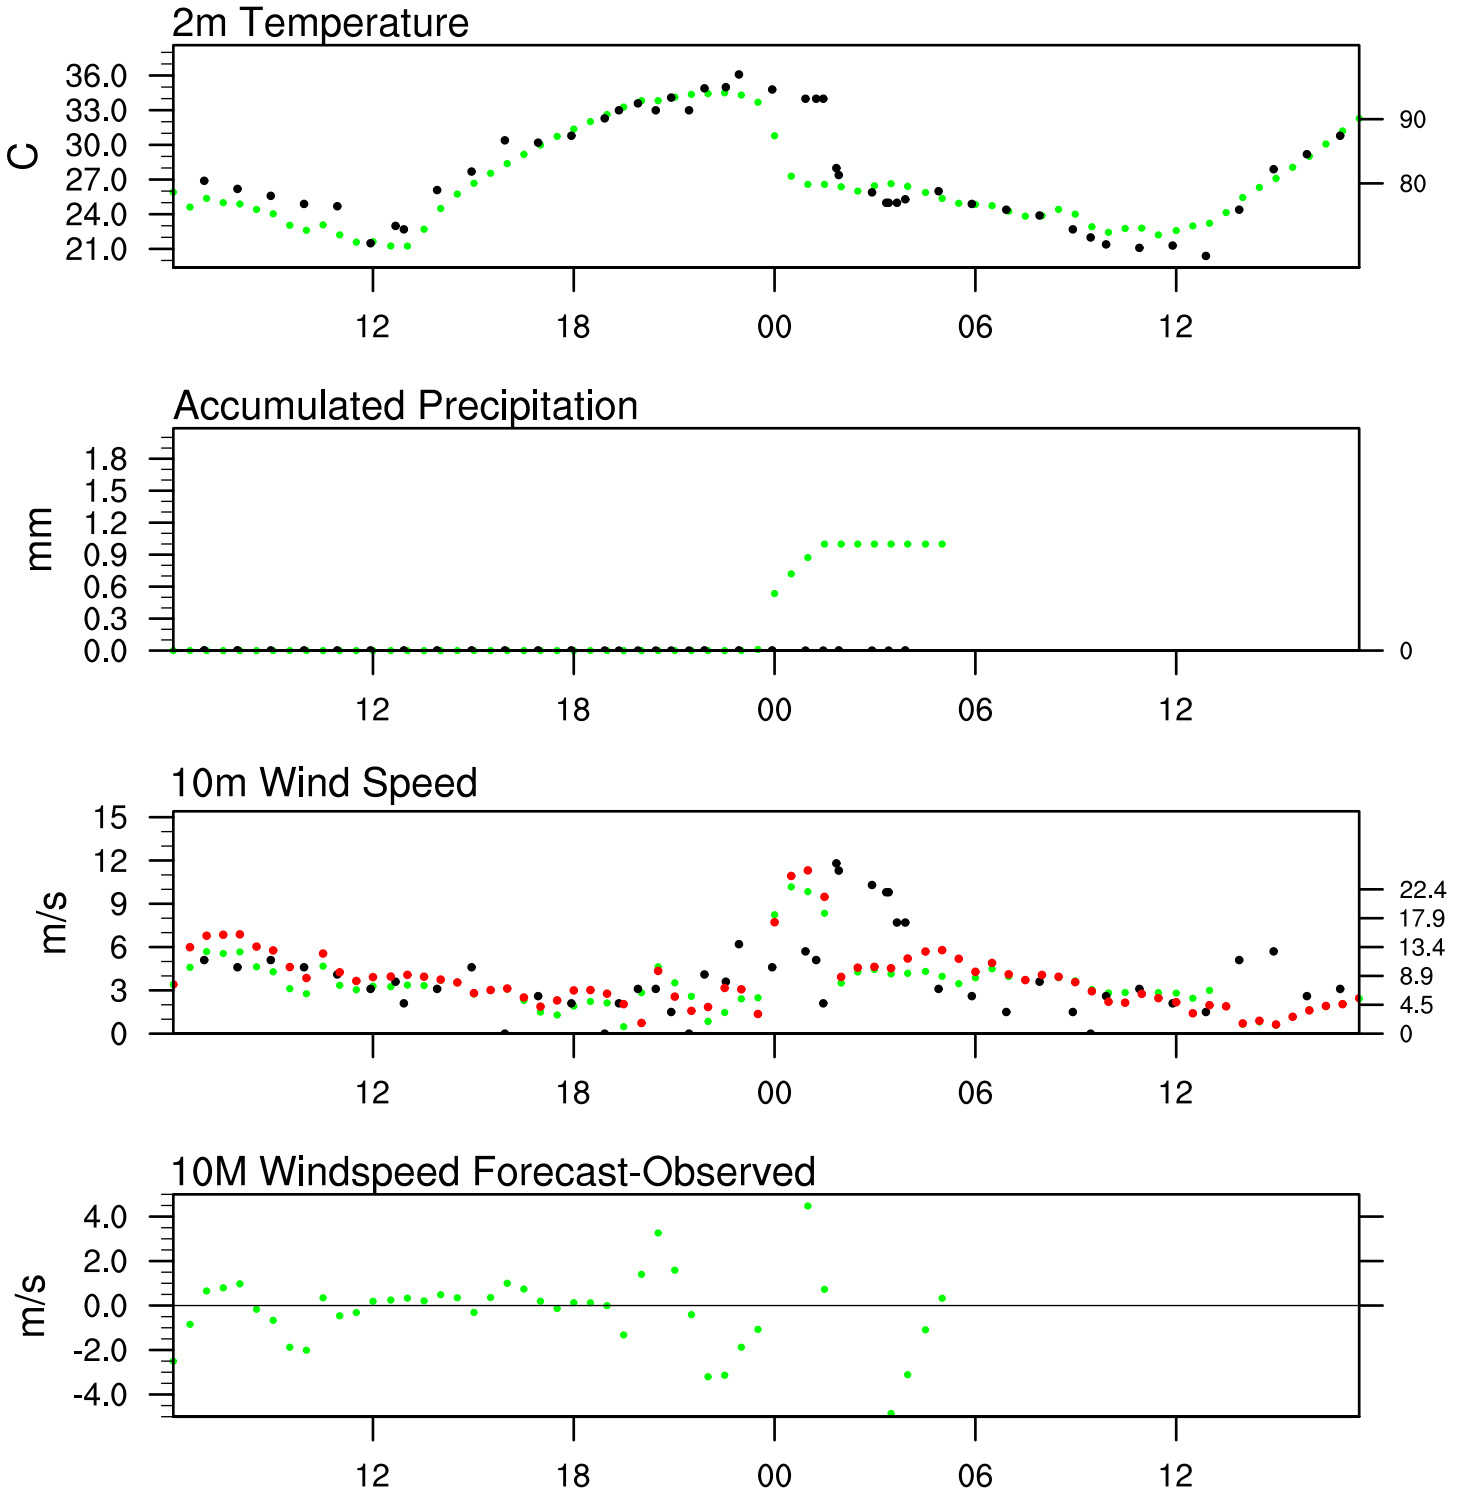 2m Temperature
36.0
33.0
30.0
27.0
24.0
21.0
C
90
80
12 18 00 06 12
Accumulated Precipitation
1.8
1.5
1.2
0.9
0.6
0.3
0.0
mm
0
12 18 00 06 12
10m Wind Speed
15
12
9
6
3
0
m/s
22.4
17.9
13.4
8.9
4.5
0
12 18 00 06 12
10M Windspeed Forecast-Observed
4.0
2.0
0.0
-2.0
-4.0
m/s
12 18 00 06 12